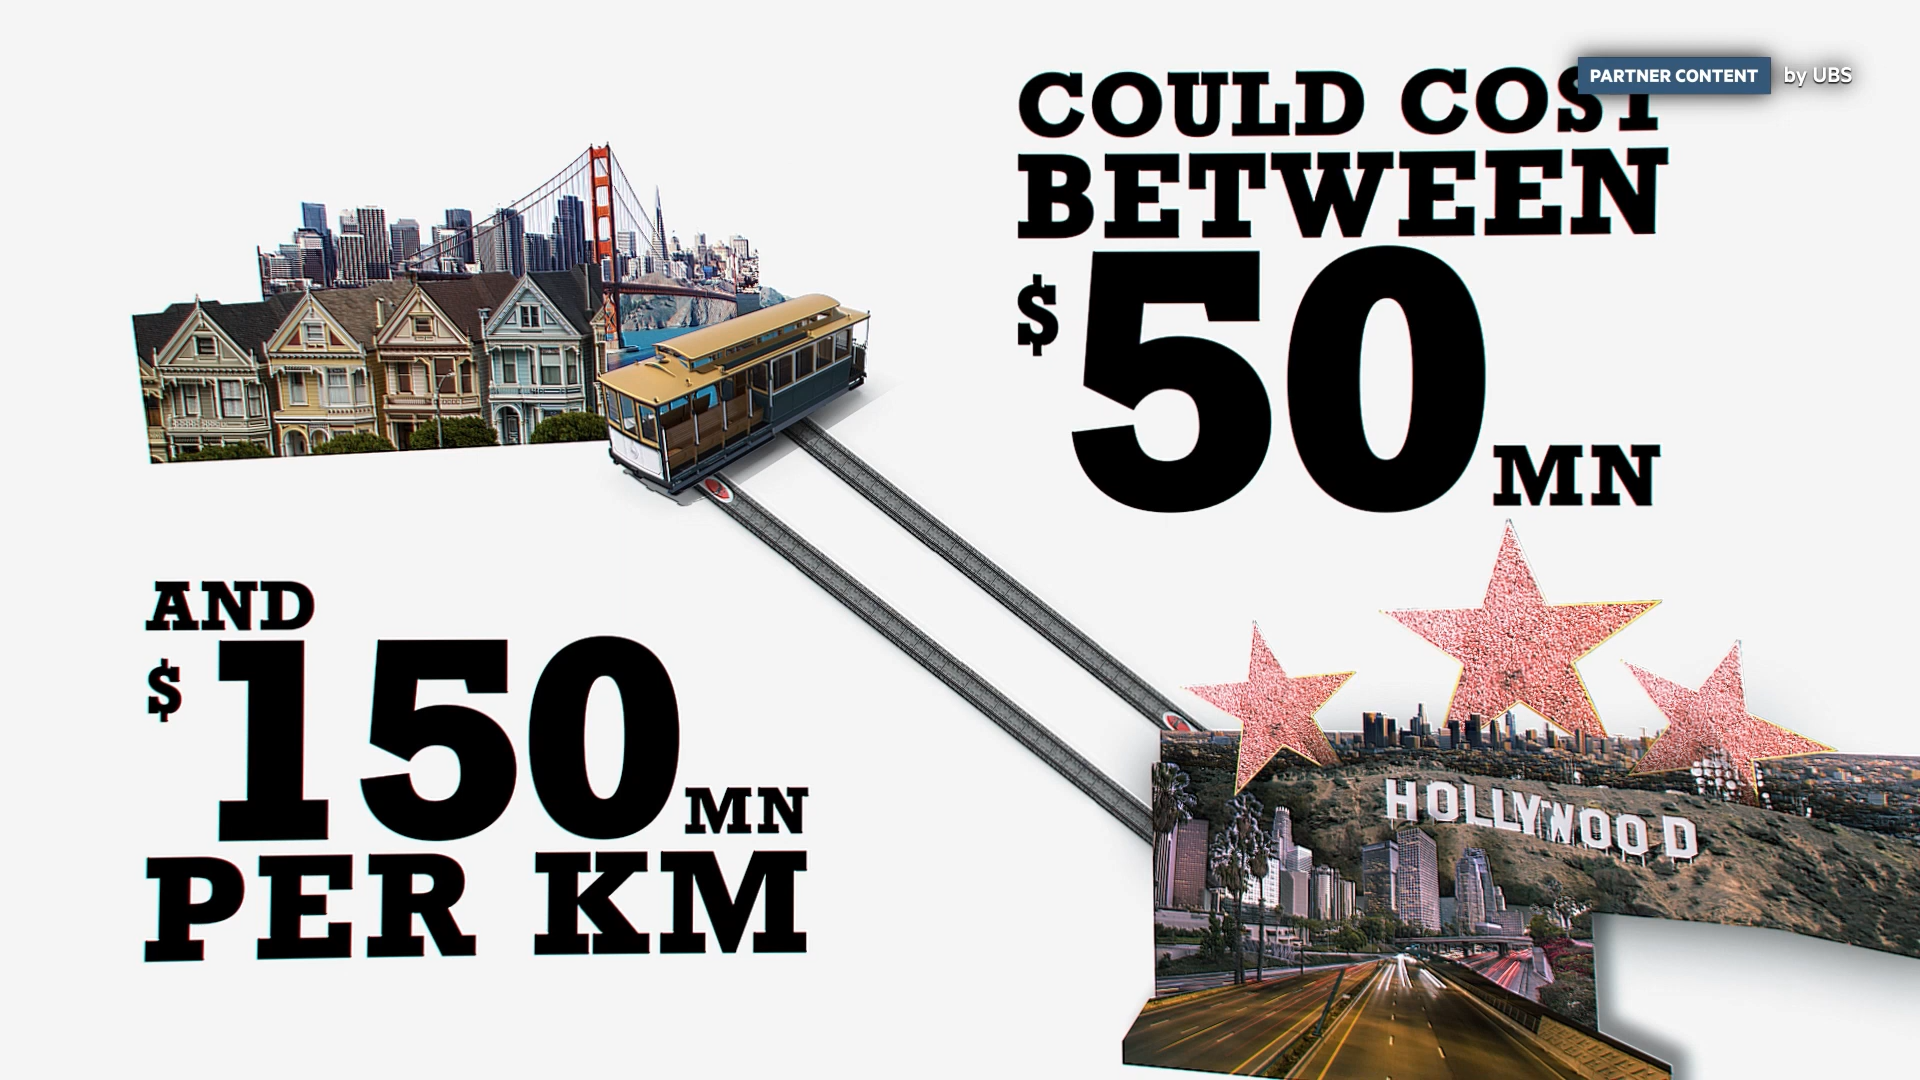 PARTNER CONTENT by UBS
COULD COST
BETWEEN
$50 MN
AND
$150 MN
PER KM
HOLLYWOOD